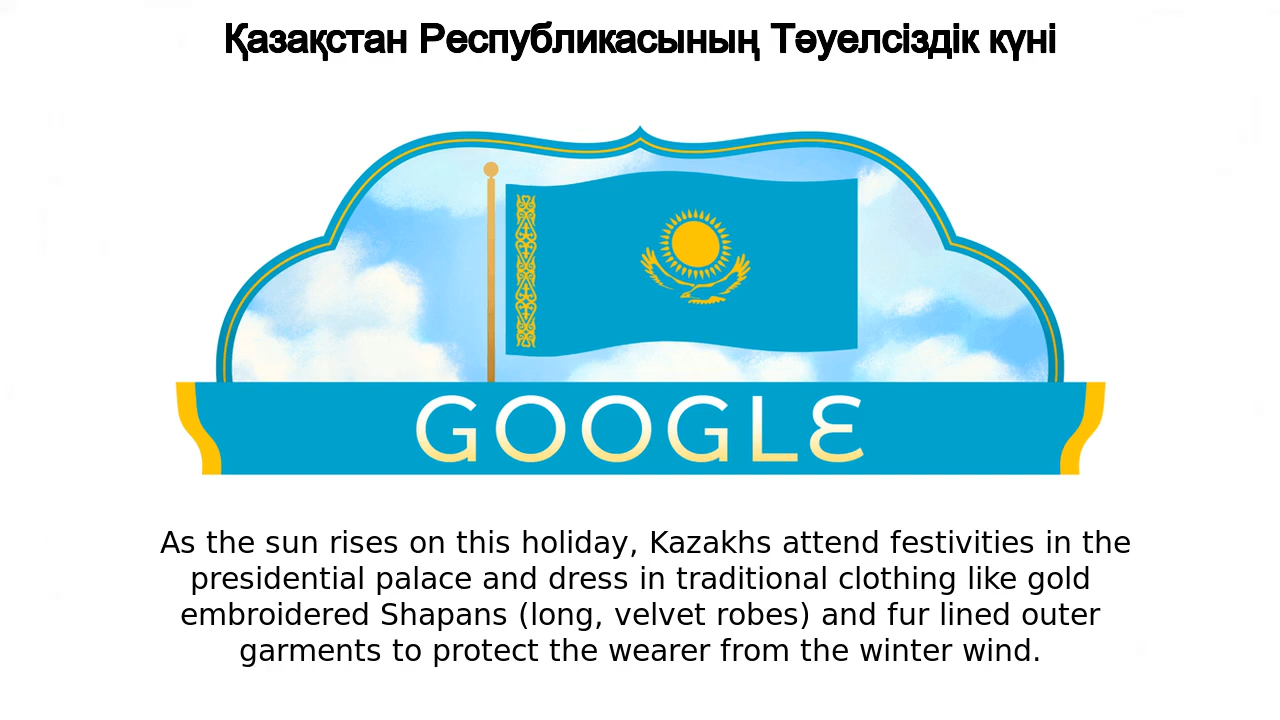 Қазақстан Республикасының Тәуелсіздік күні
GOOGLE
As the sun rises on this holiday, Kazakhs attend festivities in the
presidential palace and dress in traditional clothing like gold
embroidered Shapans (long, velvet robes) and fur lined outer
garments to protect the wearer from the winter wind.